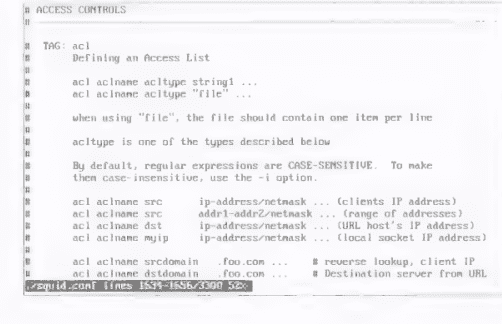 # ACCESS CONTROLS
# -----------------------------------------------------------------------------
#
#  TAG: acl
#       Defining an Access List
#
#       acl aclname acltype string1 ...
#       acl aclname acltype "file" ...
#
#       when using "file", the file should contain one item per line
#
#       acltype is one of the types described below
#
#       By default, regular expressions are CASE-SENSITIVE.  To make
#       them case-insensitive, use the -i option.
#
#       acl aclname src      ip-address/netmask ... (clients IP address)
#       acl aclname src      addr1-addr2/netmask ... (range of addresses)
#       acl aclname dst      ip-address/netmask ... (URL host's IP address)
#       acl aclname myip     ip-address/netmask ... (local socket IP address)
#
#       acl aclname srcdomain   .foo.com ...    # reverse lookup, client IP
#       acl aclname dstdomain   .foo.com ...    # Destination server from URL
./squid.conf lines 1634-1656/3300 52%